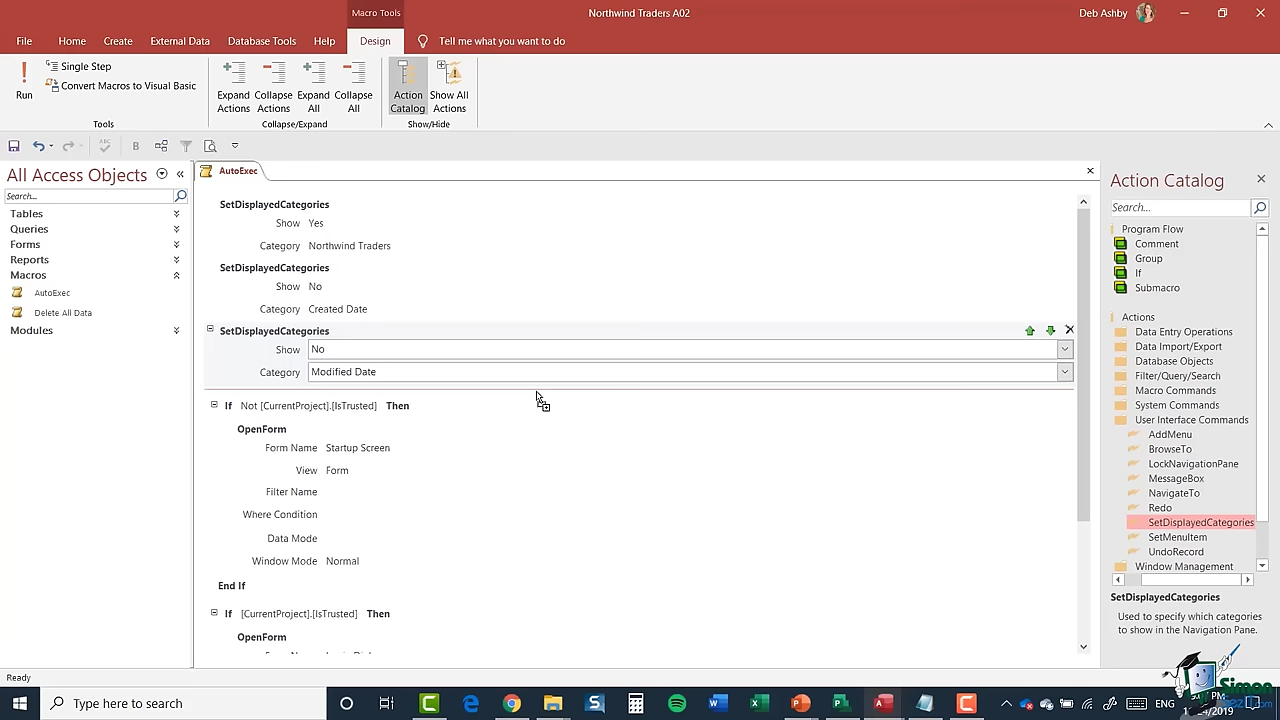 Macro Tools
Northwind Traders A02
Deb Ashby
File Home Create External Data Database Tools Help Design Tell me what you want to do
Run
Single Step
Convert Macros to Visual Basic
Tools
Expand Actions
Collapse Actions
Expand All
Collapse All
Collapse/Expand
Action Catalog
Show All Actions
Show/Hide
ABC
B
All Access Objects
Search...
Tables
Queries
Forms
Reports
Macros
AutoExec
Delete All Data
Modules
AutoExec
SetDisplayedCategories
Show Yes
Category Northwind Traders
SetDisplayedCategories
Show No
Category Created Date
SetDisplayedCategories
Show No
Category Modified Date
If Not [CurrentProject].[IsTrusted] Then
OpenForm
Form Name Startup Screen
View Form
Filter Name
Where Condition
Data Mode
Window Mode Normal
End If
If [CurrentProject].[IsTrusted] Then
OpenForm
Action Catalog
Search...
Program Flow
Comment
Group
If
Submacro
Actions
Data Entry Operations
Data Import/Export
Database Objects
Filter/Query/Search
Macro Commands
System Commands
User Interface Commands
AddMenu
BrowseTo
LockNavigationPane
MessageBox
NavigateTo
Redo
SetDisplayedCategories
SetMenuItem
UndoRecord
Window Management
SetDisplayedCategories
Used to specify which categories
to show in the Navigation Pane.
Ready
Type here to search
Simon